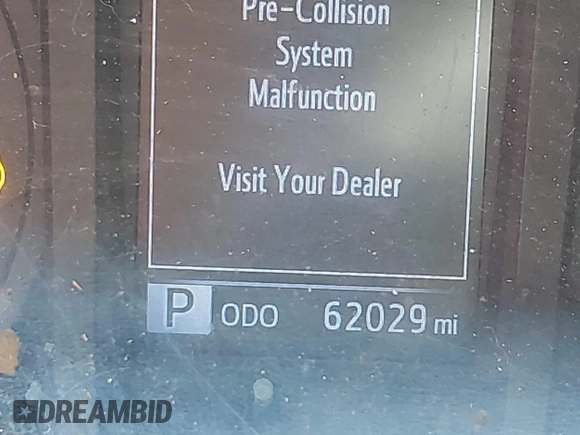 Pre-Collision
System
Malfunction
Visit Your Dealer
P ODO 62029 mi
DREAMBID